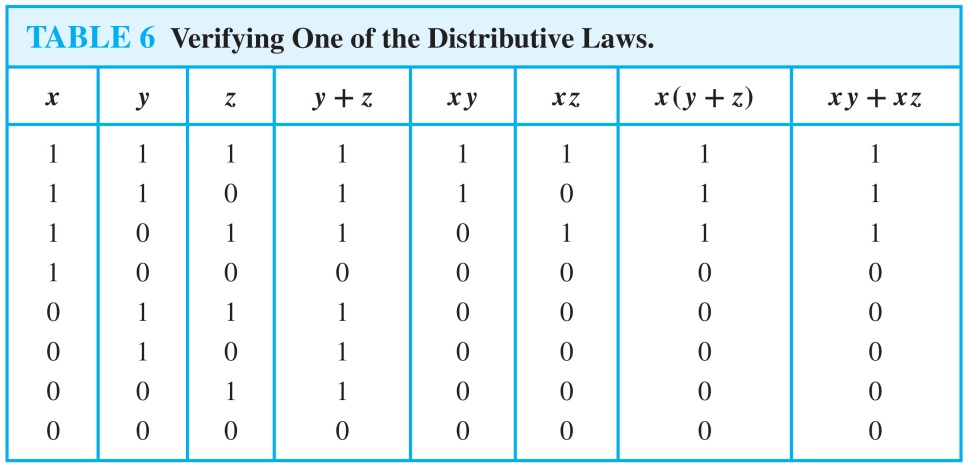 TABLE 6 Verifying One of the Distributive Laws.
x y z y + z xy xz x(y + z) xy + xz
1 1 1 1 1 1 1 1
1 1 0 1 1 0 1 1
1 0 1 1 0 1 1 1
1 0 0 0 0 0 0 0
0 1 1 1 0 0 0 0
0 1 0 1 0 0 0 0
0 0 1 1 0 0 0 0
0 0 0 0 0 0 0 0